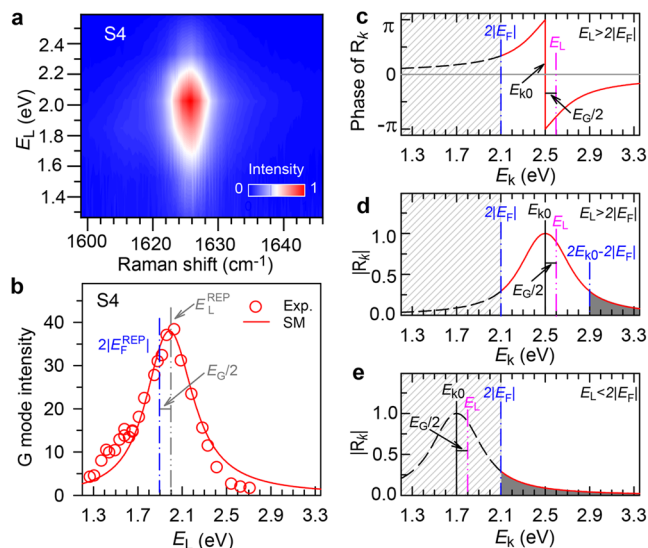 a
S4
E_L (eV)
2.4
2.2
2.0
1.8
1.6
1.4
Intensity
0 1
1600 1620 1640
Raman shift (cm⁻¹)
b
S4
E_L^REP
Exp.
SM
2|E_F^REP|
E_G/2
G mode intensity
40
30
20
10
0
1.3 1.7 2.1 2.5 2.9 3.3
E_L (eV)
c
2|E_F| E_L E_L>2|E_F|
Phase of R_k
π
0
-π
E_k0
E_G/2
1.3 1.7 2.1 2.5 2.9 3.3
E_k (eV)
d
2|E_F| E_k0 E_L E_L>2|E_F|
2E_k0-2|E_F|
|R_k|
1.0
0.5
0.0
E_G/2
1.3 1.7 2.1 2.5 2.9 3.3
E_k (eV)
e
E_k0 E_L 2|E_F| E_L<2|E_F|
|R_k|
1.0
0.5
0.0
E_G/2
1.3 1.7 2.1 2.5 2.9 3.3
E_k (eV)